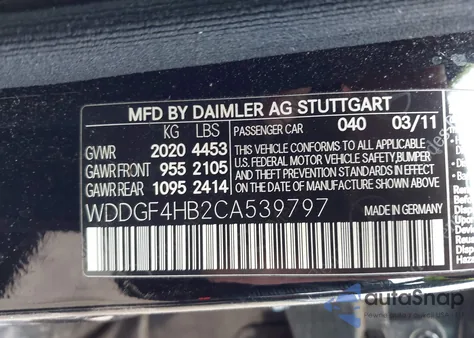 MFD BY DAIMLER AG STUTTGART
KG LBS PASSENGER CAR 040 03/11
GVWR 2020 4453 THIS VEHICLE CONFORMS TO ALL APPLICABLE
GAWR FRONT 955 2105 U.S. FEDERAL MOTOR VEHICLE SAFETY,BUMPER
GAWR REAR 1095 2414 AND THEFT PREVENTION STANDARDS IN EFFECT
ON THE DATE OF MANUFACTURE SHOWN ABOVE.
WDDGF4HB2CA539797 MADE IN GERMANY
autoSnap